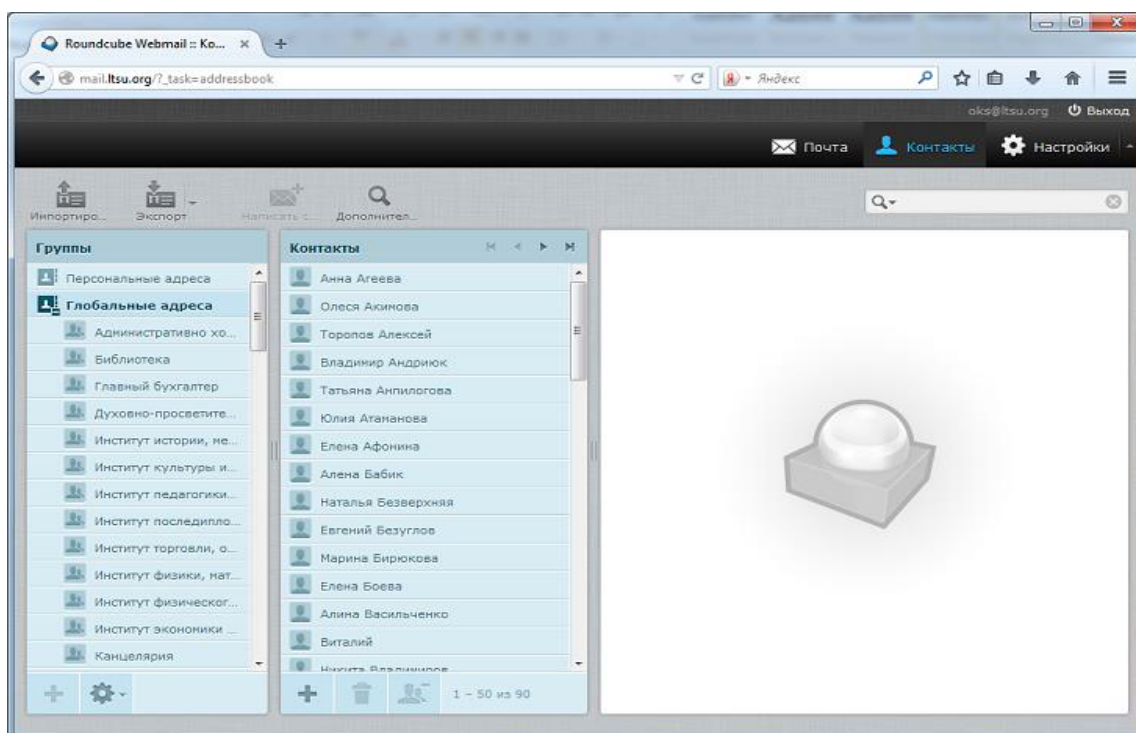 Roundcube Webmail :: Ко...
mail.ltsu.org/?_task=addressbook
Яндекс
oks@ltsu.org Выход
Почта Контакты Настройки
Импортиро... Экспорт Написать с... Дополнител...
Группы
Персональные адреса
Глобальные адреса
Административно хо...
Библиотека
Главный бухгалтер
Духовно-просветите...
Институт истории, ме...
Институт культуры и...
Институт педагогики...
Институт последипло...
Институт торговли, о...
Институт физики, мат...
Институт физическог...
Институт экономики ...
Канцелярия
Контакты
Анна Агеева
Олеся Акимова
Торопов Алексей
Владимир Андриюк
Татьяна Анпилогова
Юлия Атаманова
Елена Афонина
Алена Бабик
Наталья Безверхняя
Евгений Безуглов
Марина Бирюкова
Елена Боева
Алина Васильченко
Виталий
Никита Владимиров
1 – 50 из 90